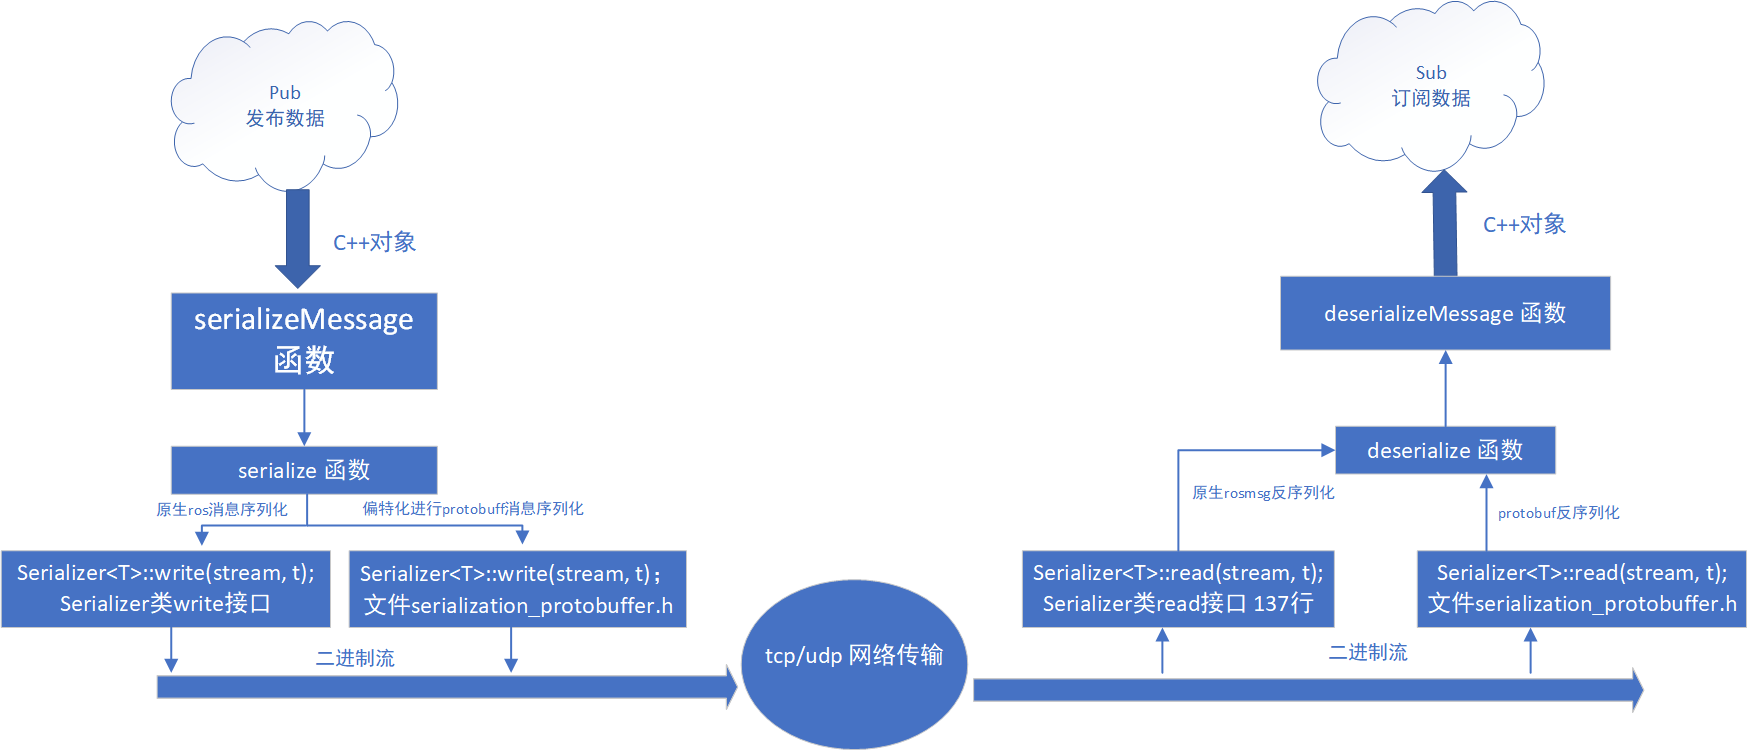 Pub
发布数据
C++对象
serializeMessage
函数
serialize 函数
原生ros消息序列化
偏特化进行protobuff消息序列化
Serializer<T>::write(stream, t);
Serializer类write接口
Serializer<T>::write(stream, t)；
文件serialization_protobuffer.h
二进制流
tcp/udp 网络传输
Sub
订阅数据
C++对象
deserializeMessage 函数
deserialize 函数
原生rosmsg反序列化
protobuf反序列化
Serializer<T>::read(stream, t);
Serializer类read接口 137行
Serializer<T>::read(stream, t);
文件serialization_protobuffer.h
二进制流